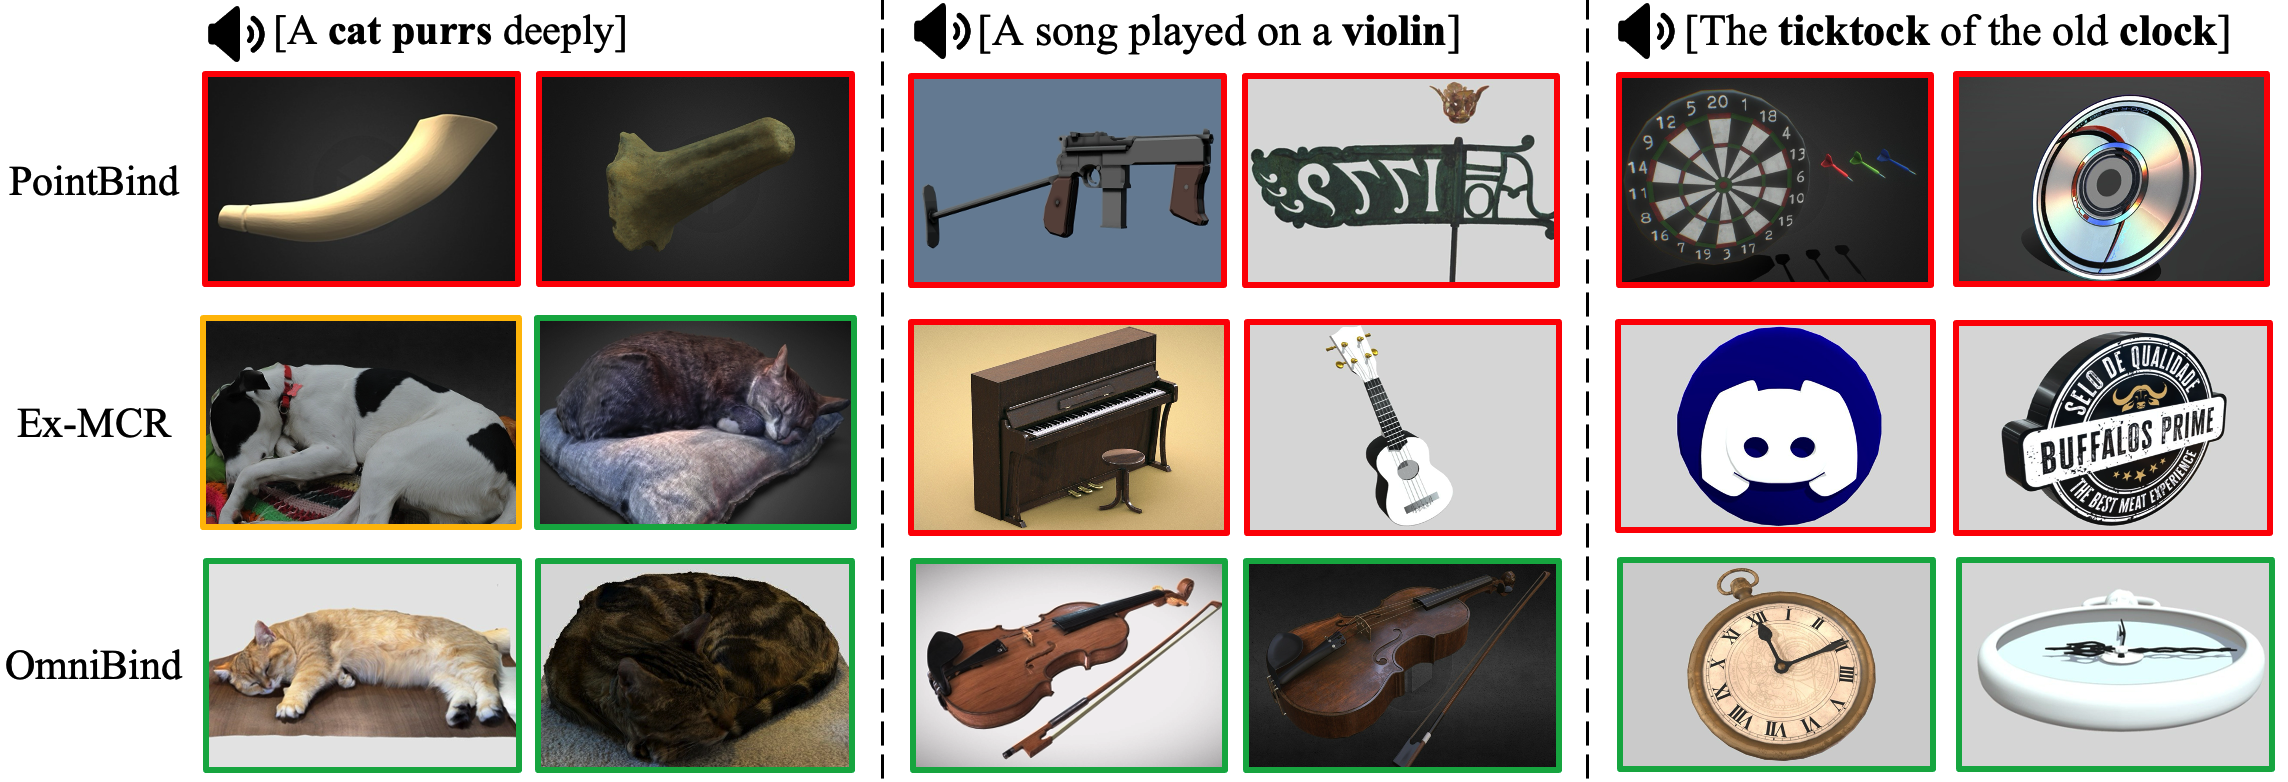 [A cat purrs deeply]
[A song played on a violin]
[The ticktock of the old clock]
PointBind
5 20 1 18 4 13 6 10 15 2 17 3 19 7 16 8 11 14 9 12
1772
Ex-MCR
SELO DE QUALIDADE
BUFFALOS PRIME
THE BEST MEAT EXPERIENCE
OmniBind
XII I II III IIII V VI VII VIII IX X XI